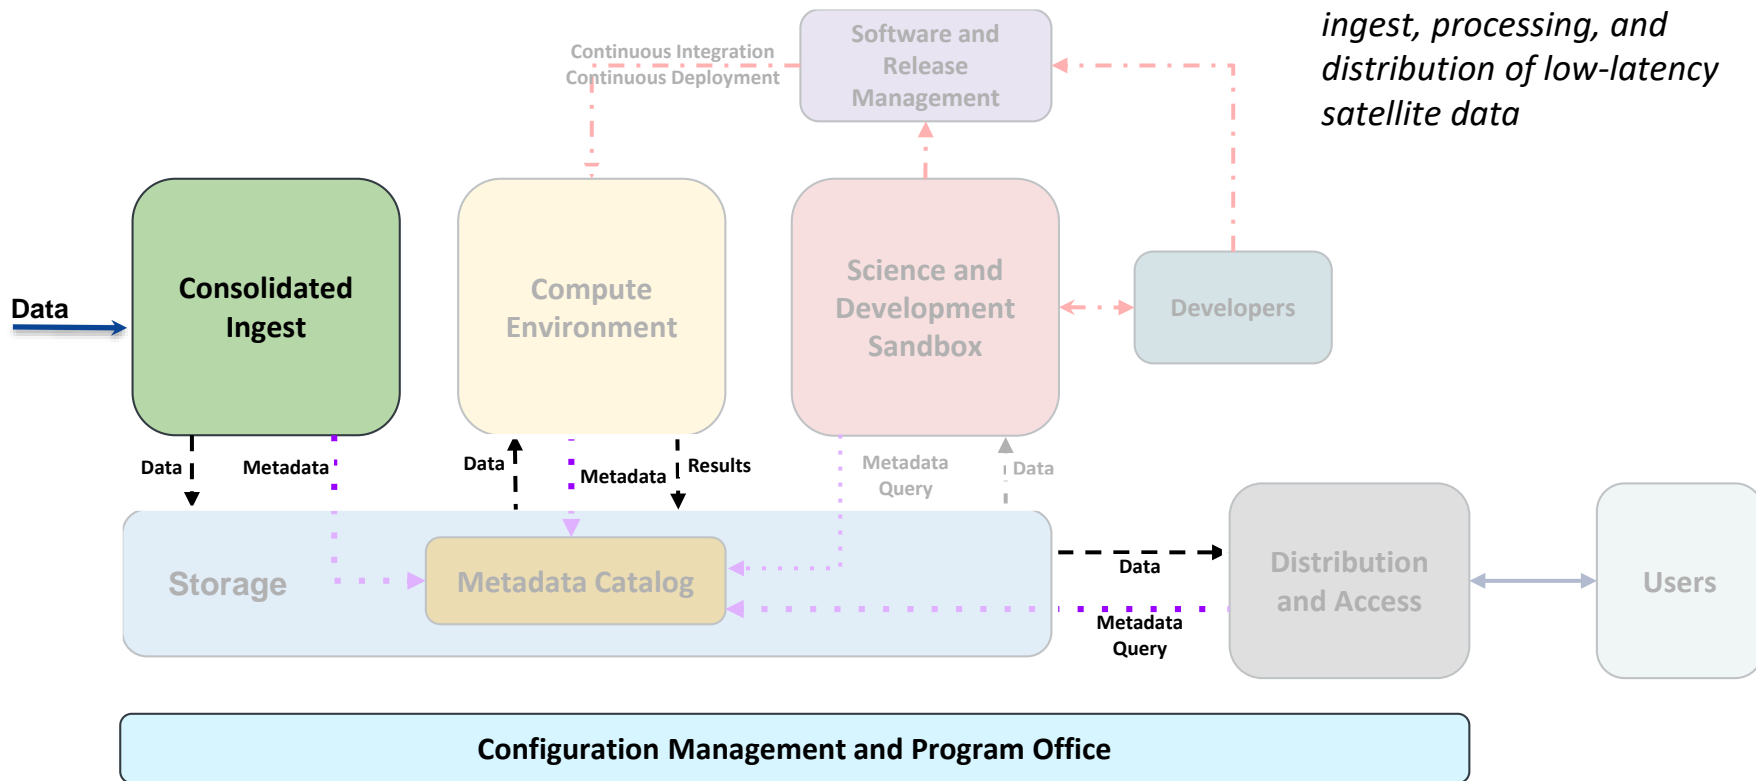 ingest, processing, and
distribution of low-latency
satellite data
Software and
Release
Management
Continuous Integration
Continuous Deployment
Data
Consolidated
Ingest
Compute
Environment
Science and
Development
Sandbox
Developers
Data
Metadata
Data
Metadata
Results
Metadata
Query
Data
Storage
Metadata Catalog
Data
Metadata
Query
Distribution
and Access
Users
Configuration Management and Program Office